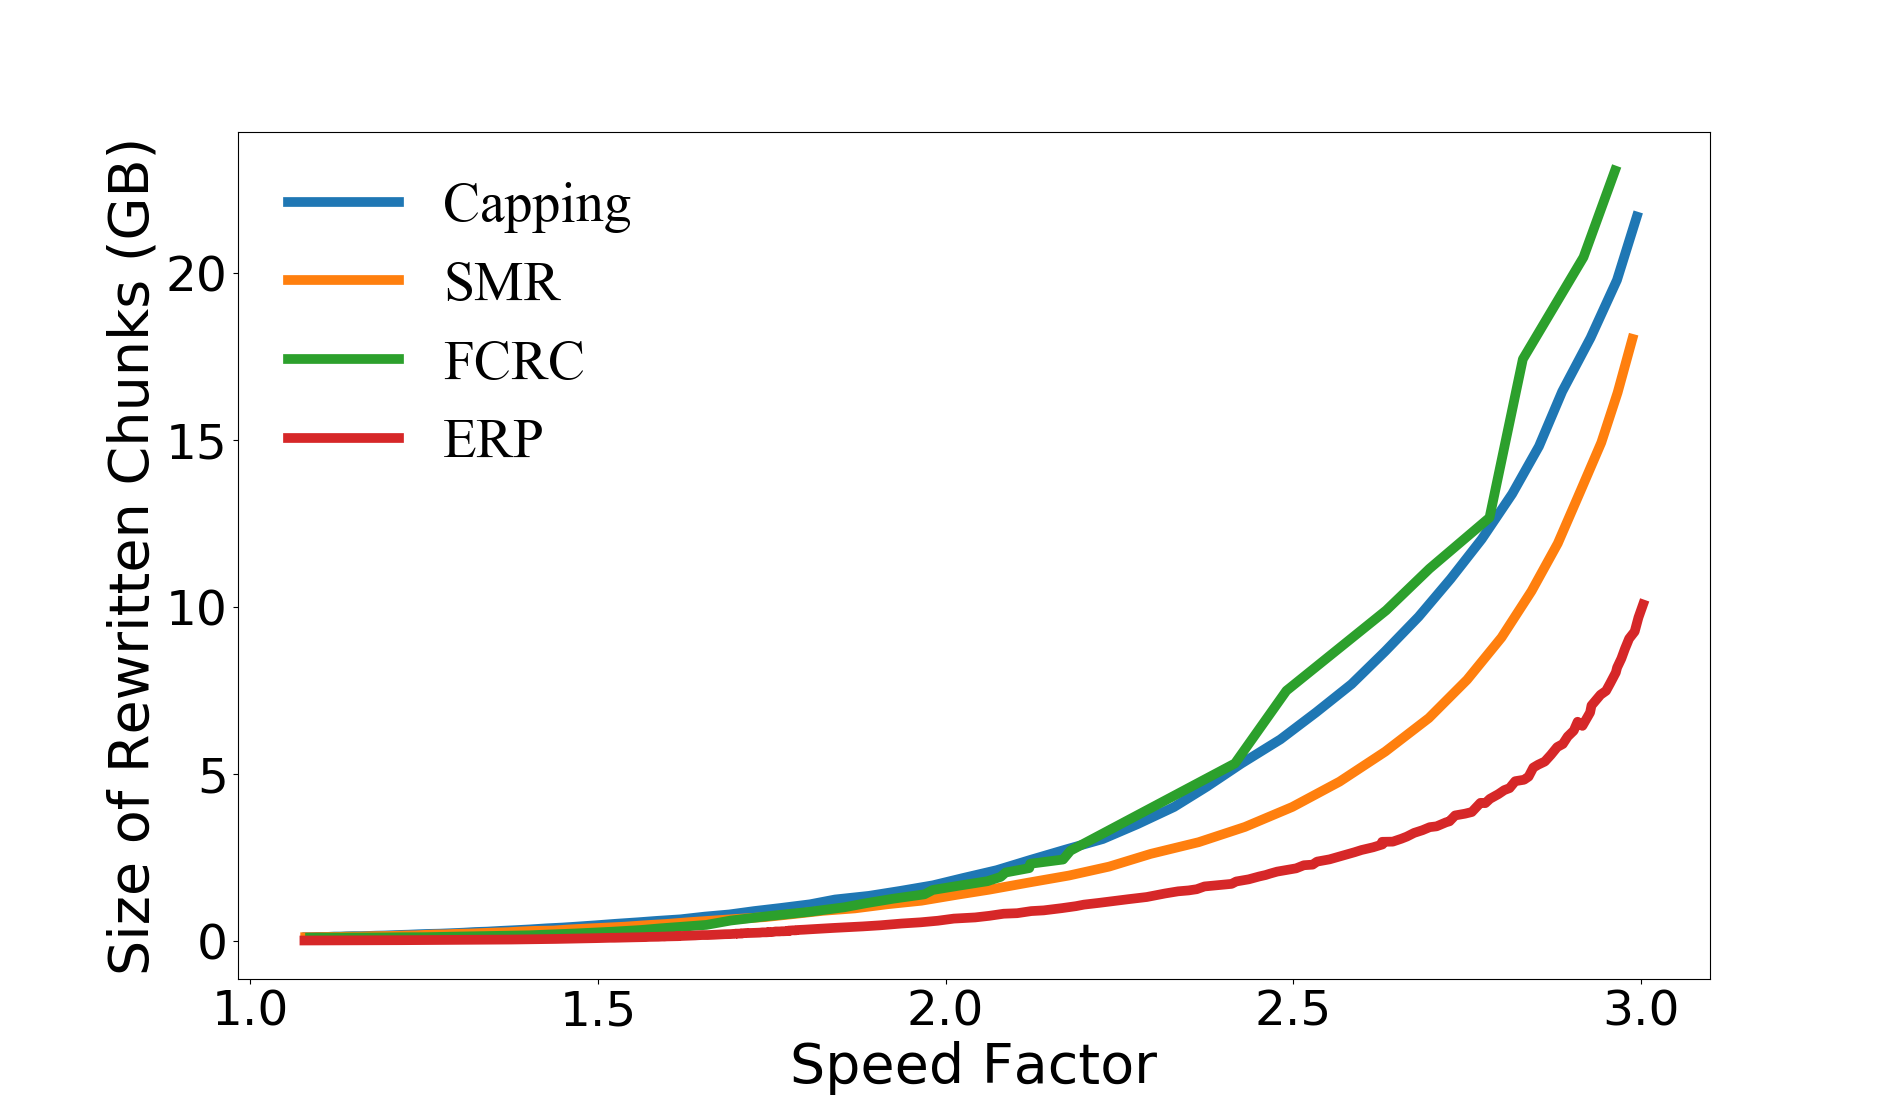 Size of Rewritten Chunks (GB)
20
15
10
5
0
Capping
SMR
FCRC
ERP
1.0 1.5 2.0 2.5 3.0
Speed Factor